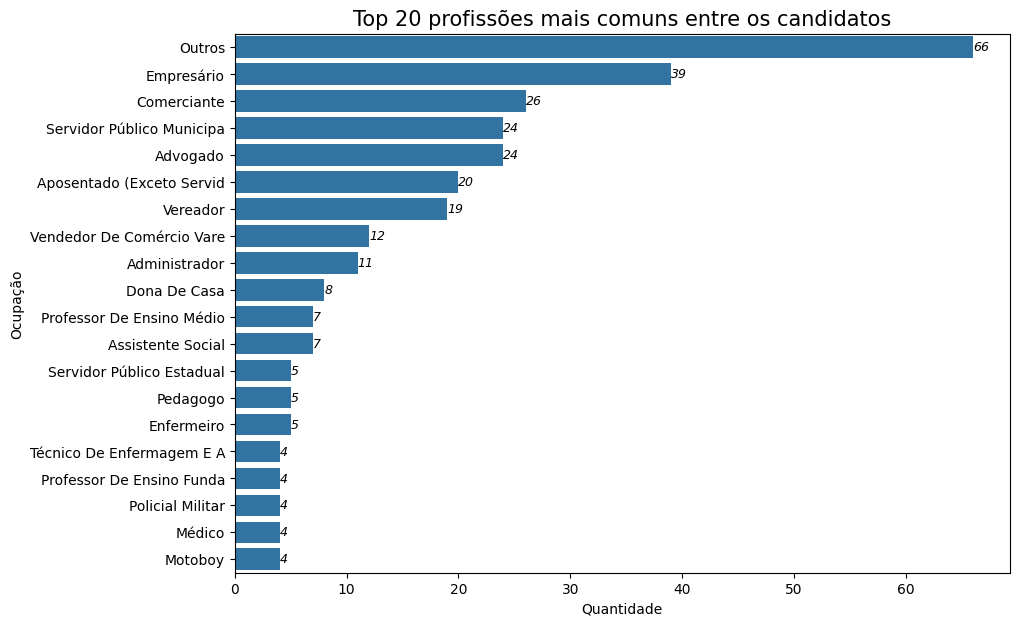 Top 20 profissões mais comuns entre os candidatos
Outros 66
Empresário 39
Comerciante 26
Servidor Público Municipa 24
Advogado 24
Aposentado (Exceto Servid 20
Vereador 19
Vendedor De Comércio Vare 12
Administrador 11
Dona De Casa 8
Professor De Ensino Médio 7
Assistente Social 7
Servidor Público Estadual 5
Pedagogo 5
Enfermeiro 5
Técnico De Enfermagem E A 4
Professor De Ensino Funda 4
Policial Militar 4
Médico 4
Motoboy 4
Ocupação
0 10 20 30 40 50 60
Quantidade